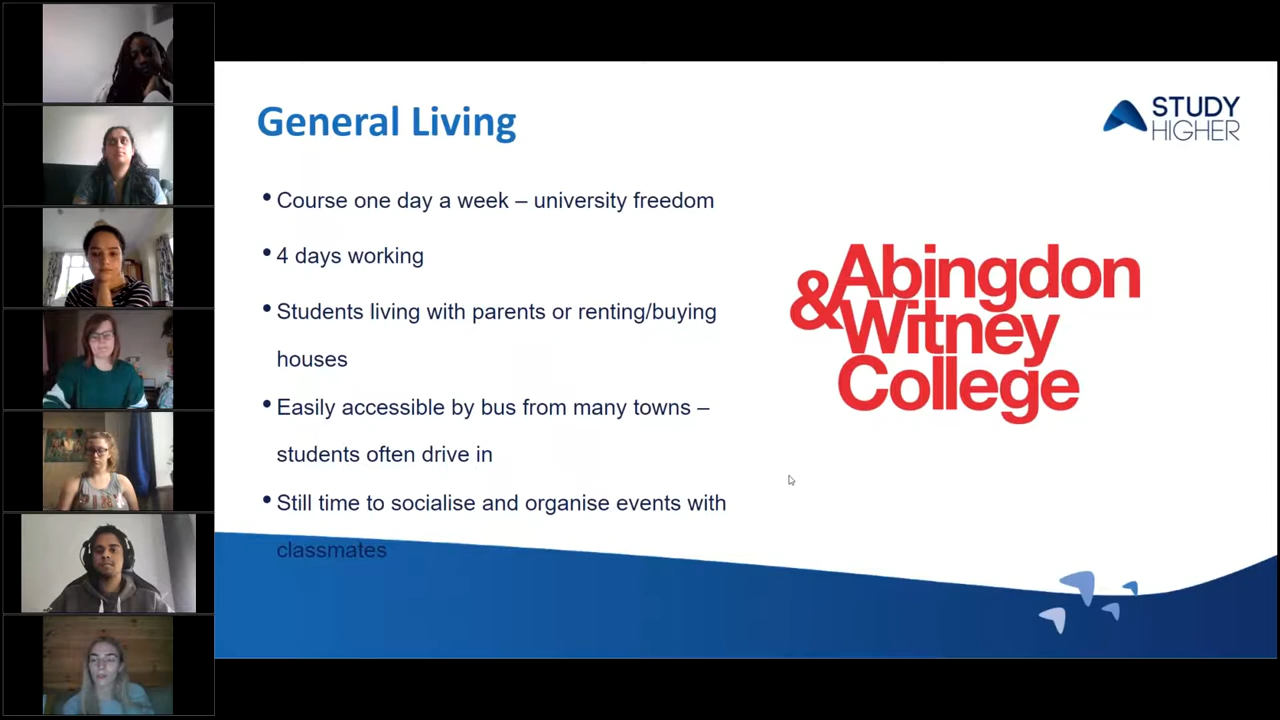 General Living
STUDY
HIGHER
• Course one day a week – university freedom
• 4 days working
• Students living with parents or renting/buying
houses
• Easily accessible by bus from many towns –
students often drive in
• Still time to socialise and organise events with
classmates
Abingdon
& Witney
College